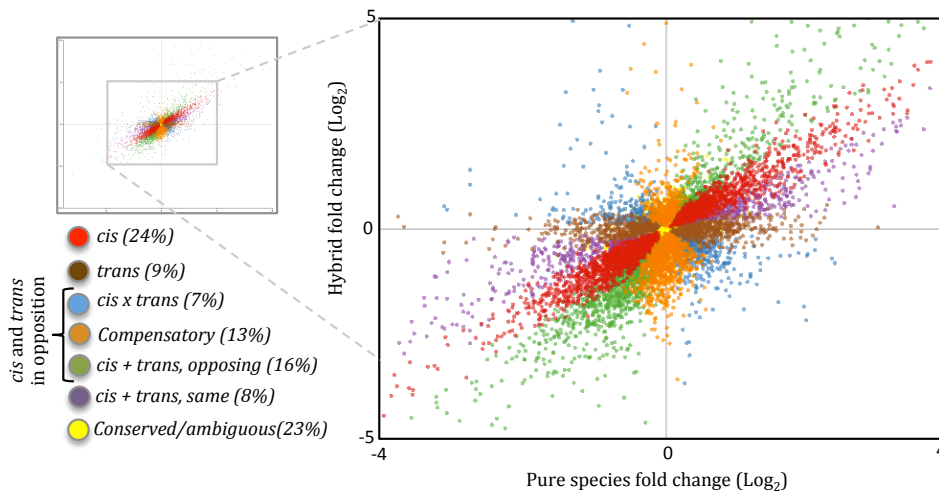 cis (24%)
trans (9%)
cis x trans (7%)
Compensatory (13%)
cis + trans, opposing (16%)
cis + trans, same (8%)
Conserved/ambiguous(23%)
cis and trans
in opposition
Hybrid fold change (Log₂)
5
0
-5
-4
0
4
Pure species fold change (Log₂)